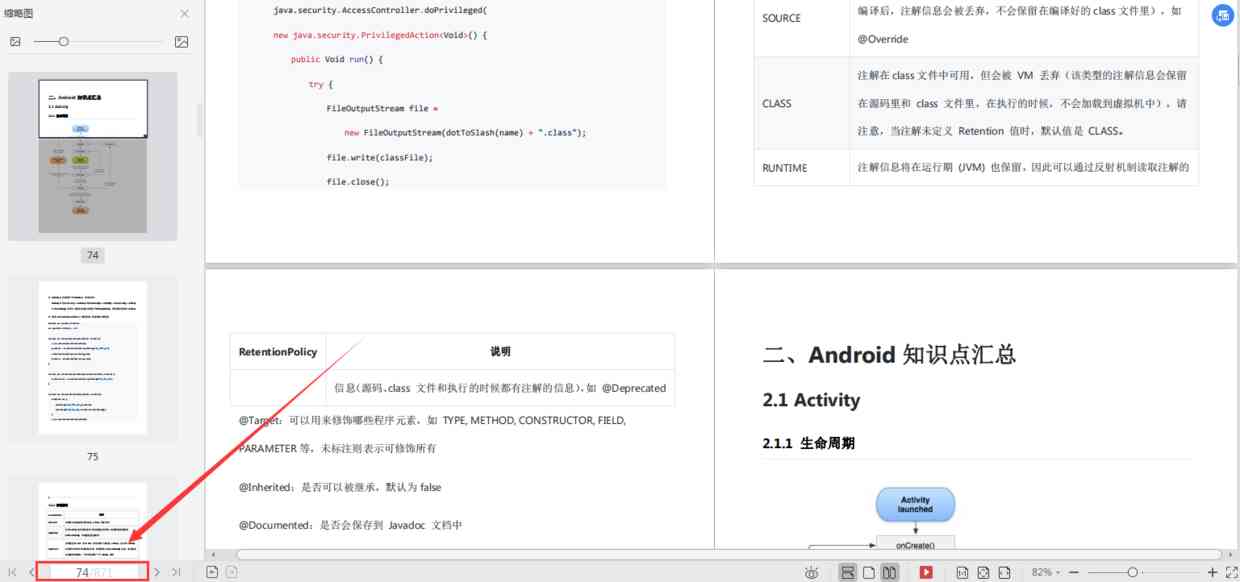 缩略图
74
75
74/871
java.security.AccessController.doPrivileged(
new java.security.PrivilegedAction<Void>() {
public Void run() {
try {
FileOutputStream file =
new FileOutputStream(dotToSlash(name) + ".class");
file.write(classFile);
file.close();
SOURCE
编译后，注解信息会被丢弃，不会保留在编译好的 class 文件里），如
@Override
CLASS
注解在 class 文件中可用，但会被 VM 丢弃（该类型的注解信息会保留
在源码里和 class 文件里，在执行的时候，不会加载到虚拟机中），请
注意，当注解未定义 Retention 值时，默认值是 CLASS。
RUNTIME
注解信息将在运行期 (JVM) 也保留，因此可以通过反射机制读取注解的
RetentionPolicy 说明
信息（源码、class 文件和执行的时候都有注解的信息），如 @Deprecated
@Target：可以用来修饰哪些程序元素，如 TYPE, METHOD, CONSTRUCTOR, FIELD,
PARAMETER 等，未标注则表示可修饰所有
@Inherited：是否可以被继承，默认为 false
@Documented：是否会保存到 Javadoc 文档中
二、Android 知识点汇总
2.1 Activity
2.1.1 生命周期
Activity
launched
onCreate()
82%